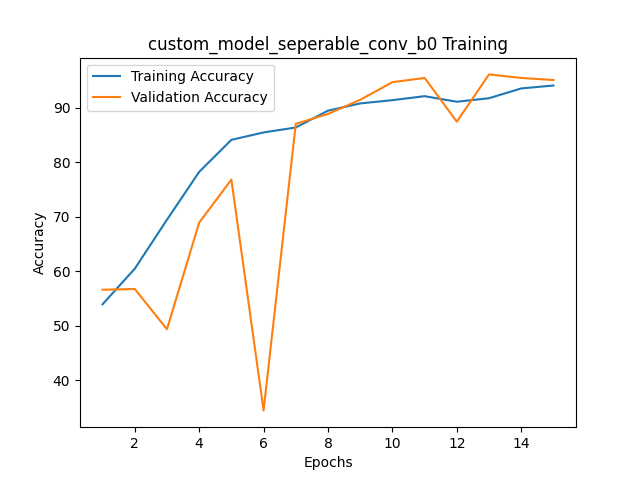 custom_model_seperable_conv_b0 Training
Training Accuracy
Validation Accuracy
90
80
70
60
50
40
Accuracy
2 4 6 8 10 12 14
Epochs